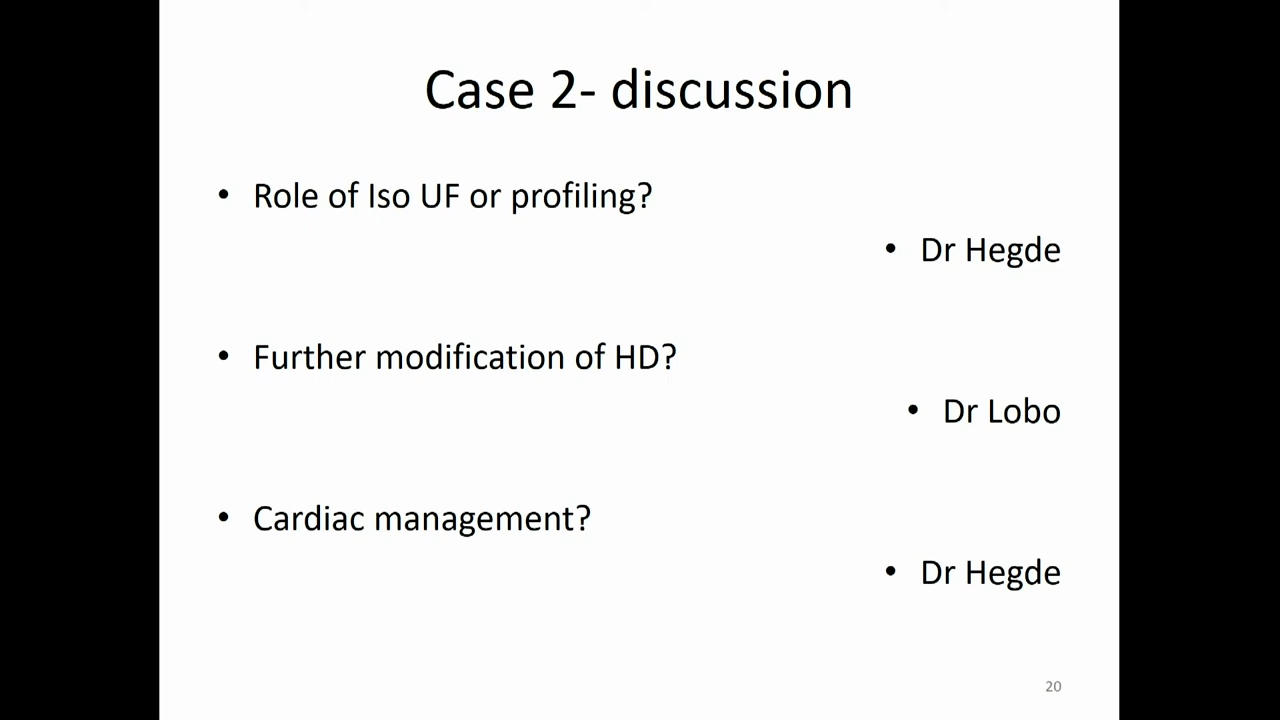 Case 2- discussion
• Role of Iso UF or profiling?
• Dr Hegde
• Further modification of HD?
• Dr Lobo
• Cardiac management?
• Dr Hegde
20